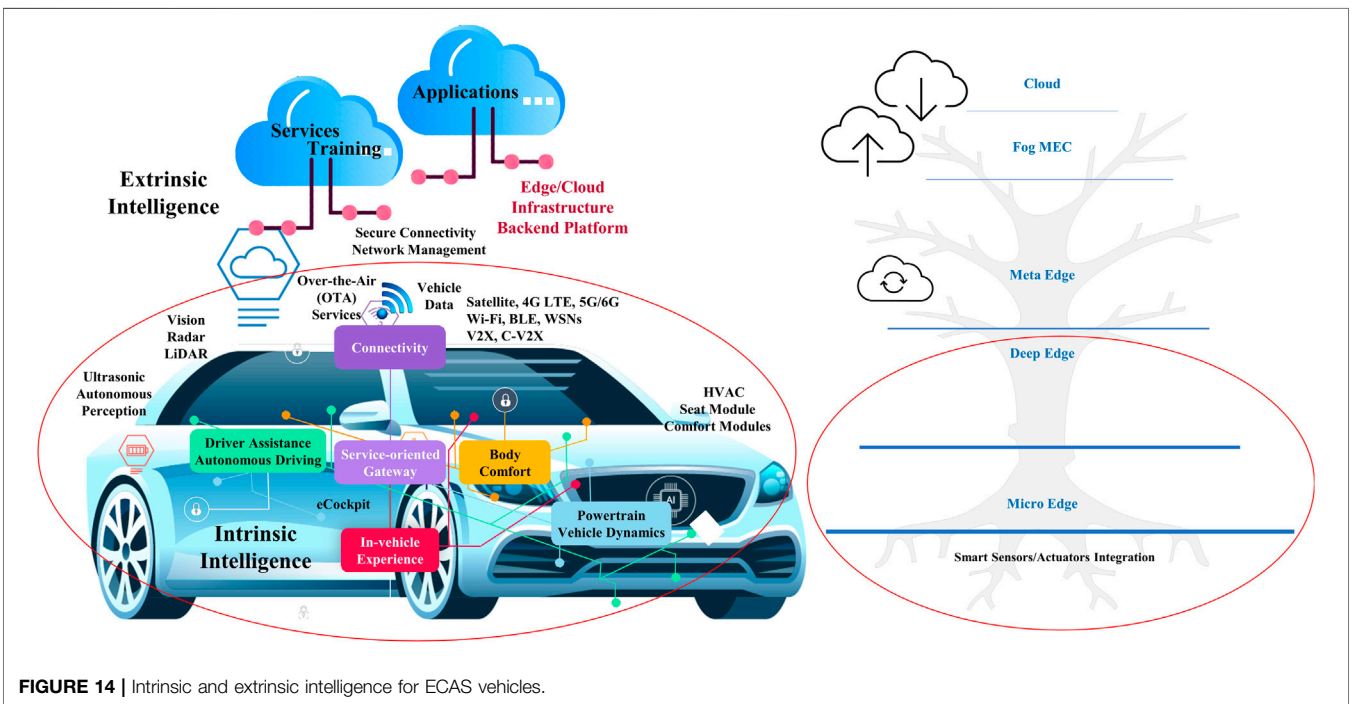 Applications
Services
Training
Extrinsic
Intelligence
Edge/Cloud
Infrastructure
Backend Platform
Secure Connectivity
Network Management
Over-the-Air
(OTA)
Services
Vehicle
Data
Satellite, 4G LTE, 5G/6G
Wi-Fi, BLE, WSNs
V2X, C-V2X
Vision
Radar
LiDAR
Connectivity
Ultrasonic
Autonomous
Perception
HVAC
Seat Module
Comfort Modules
Driver Assistance
Autonomous Driving
Service-oriented
Gateway
Body
Comfort
AI
eCockpit
Powertrain
Vehicle Dynamics
Intrinsic
Intelligence
In-vehicle
Experience
Cloud
Fog MEC
Meta Edge
Deep Edge
Micro Edge
Smart Sensors/Actuators Integration
FIGURE 14 | Intrinsic and extrinsic intelligence for ECAS vehicles.